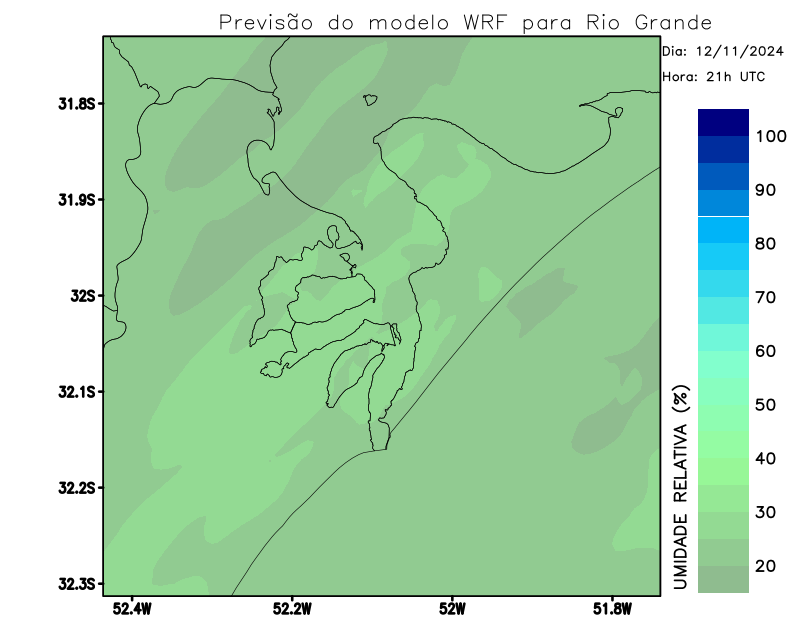 Previsão do modelo WRF para Rio Grande
Dia: 12/11/2024
Hora: 21h UTC
31.8S
31.9S
32S
32.1S
32.2S
32.3S
52.4W
52.2W
52W
51.8W
100
90
80
70
60
50
40
30
20
UMIDADE RELATIVA (%)